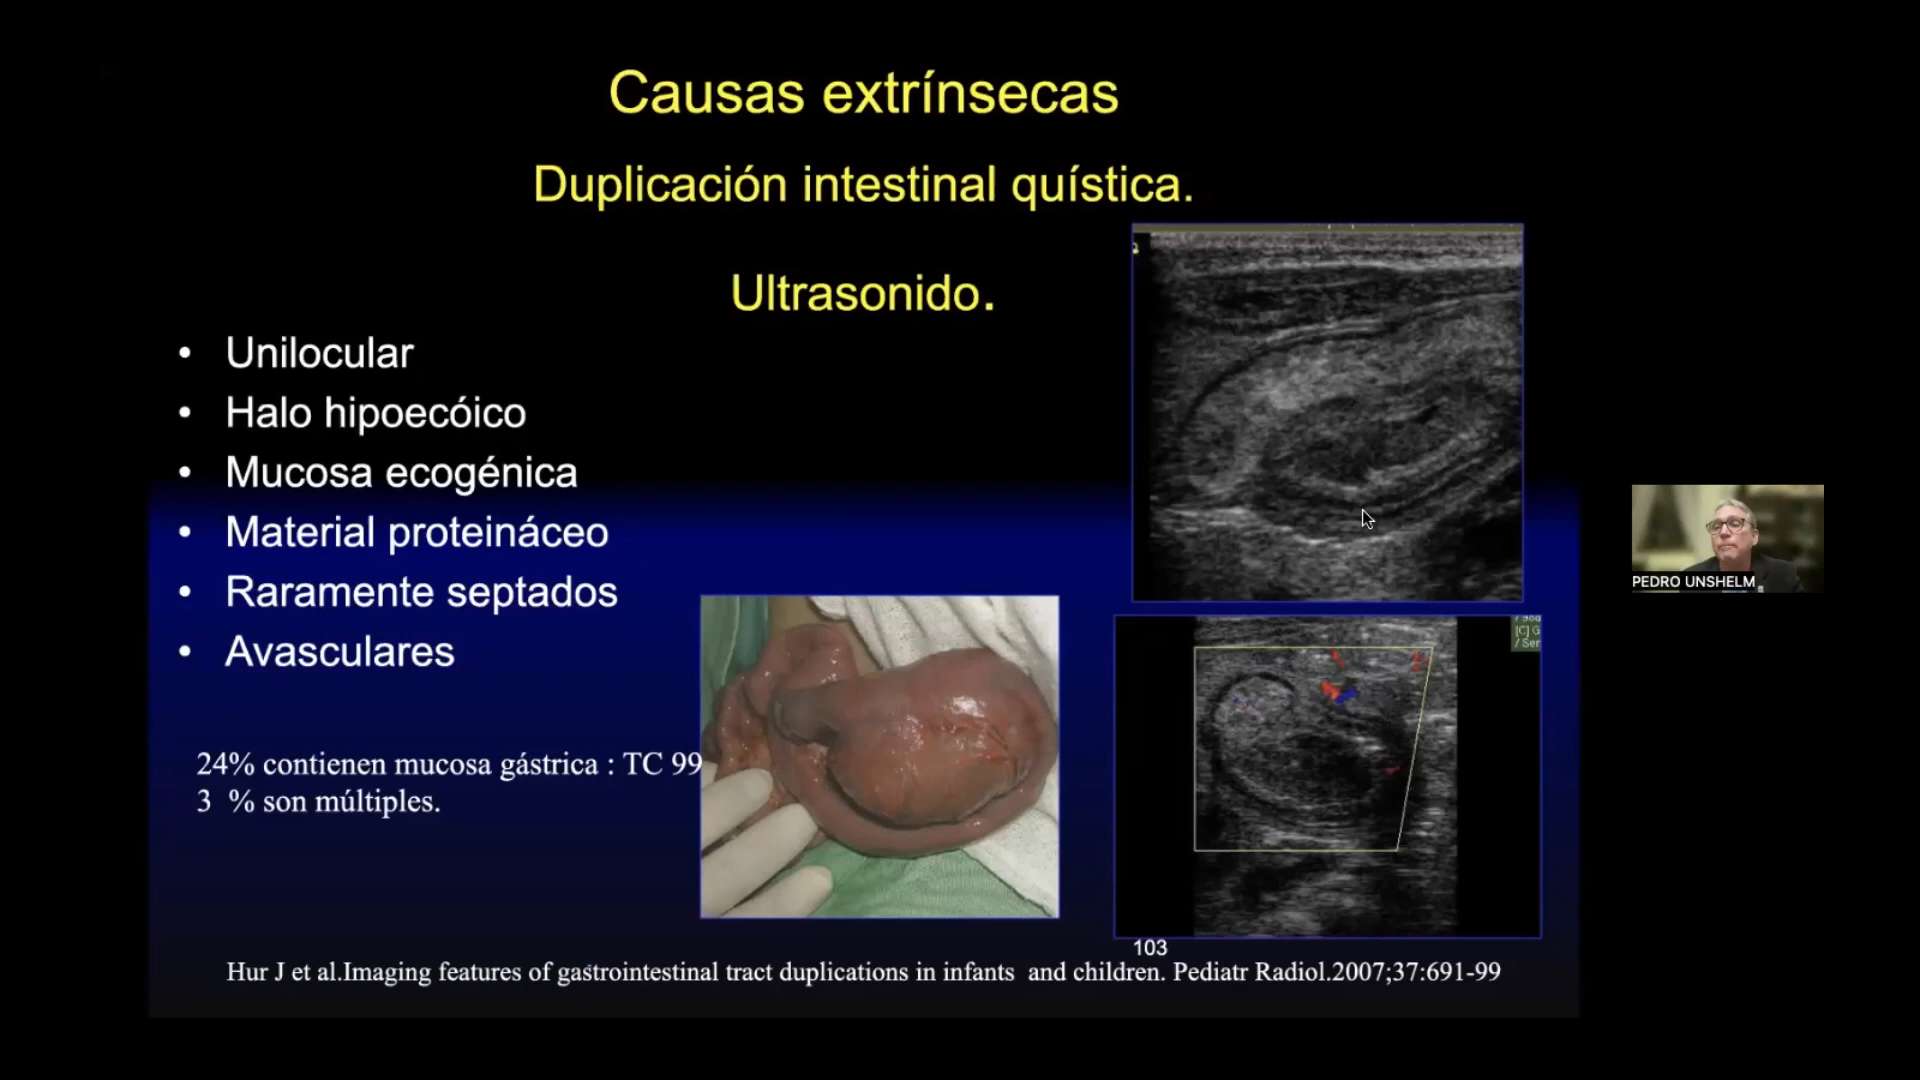 Causas extrínsecas
Duplicación intestinal quística.
Ultrasonido.
• Unilocular
• Halo hipoecóico
• Mucosa ecogénica
• Material proteináceo
• Raramente septados
• Avasculares
24% contienen mucosa gástrica : TC 99
3 % son múltiples.
[C] G
/ Ser
PEDRO UNSHELM
103
Hur J et al.Imaging features of gastrointestinal tract duplications in infants and children. Pediatr Radiol.2007;37:691-99